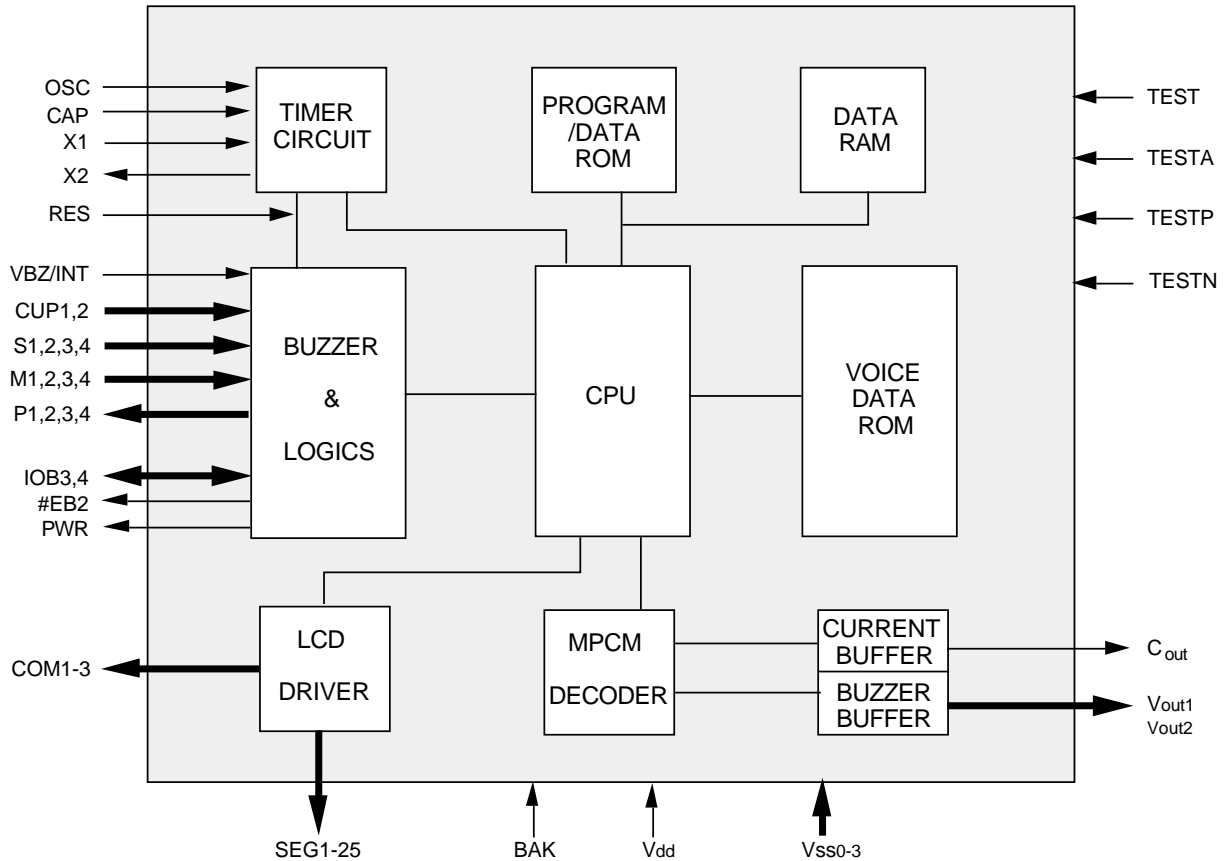 OSC
CAP
X1
X2
RES
VBZ/INT
CUP1,2
S1,2,3,4
M1,2,3,4
P1,2,3,4
IOB3,4
#EB2
PWR
COM1-3
TIMER
CIRCUIT
PROGRAM
/DATA
ROM
DATA
RAM
BUZZER
&
LOGICS
CPU
VOICE
DATA
ROM
LCD
DRIVER
MPCM
DECODER
CURRENT
BUFFER
BUZZER
BUFFER
TEST
TESTA
TESTP
TESTN
Cout
Vout1
Vout2
SEG1-25
BAK
Vdd
Vss0-3